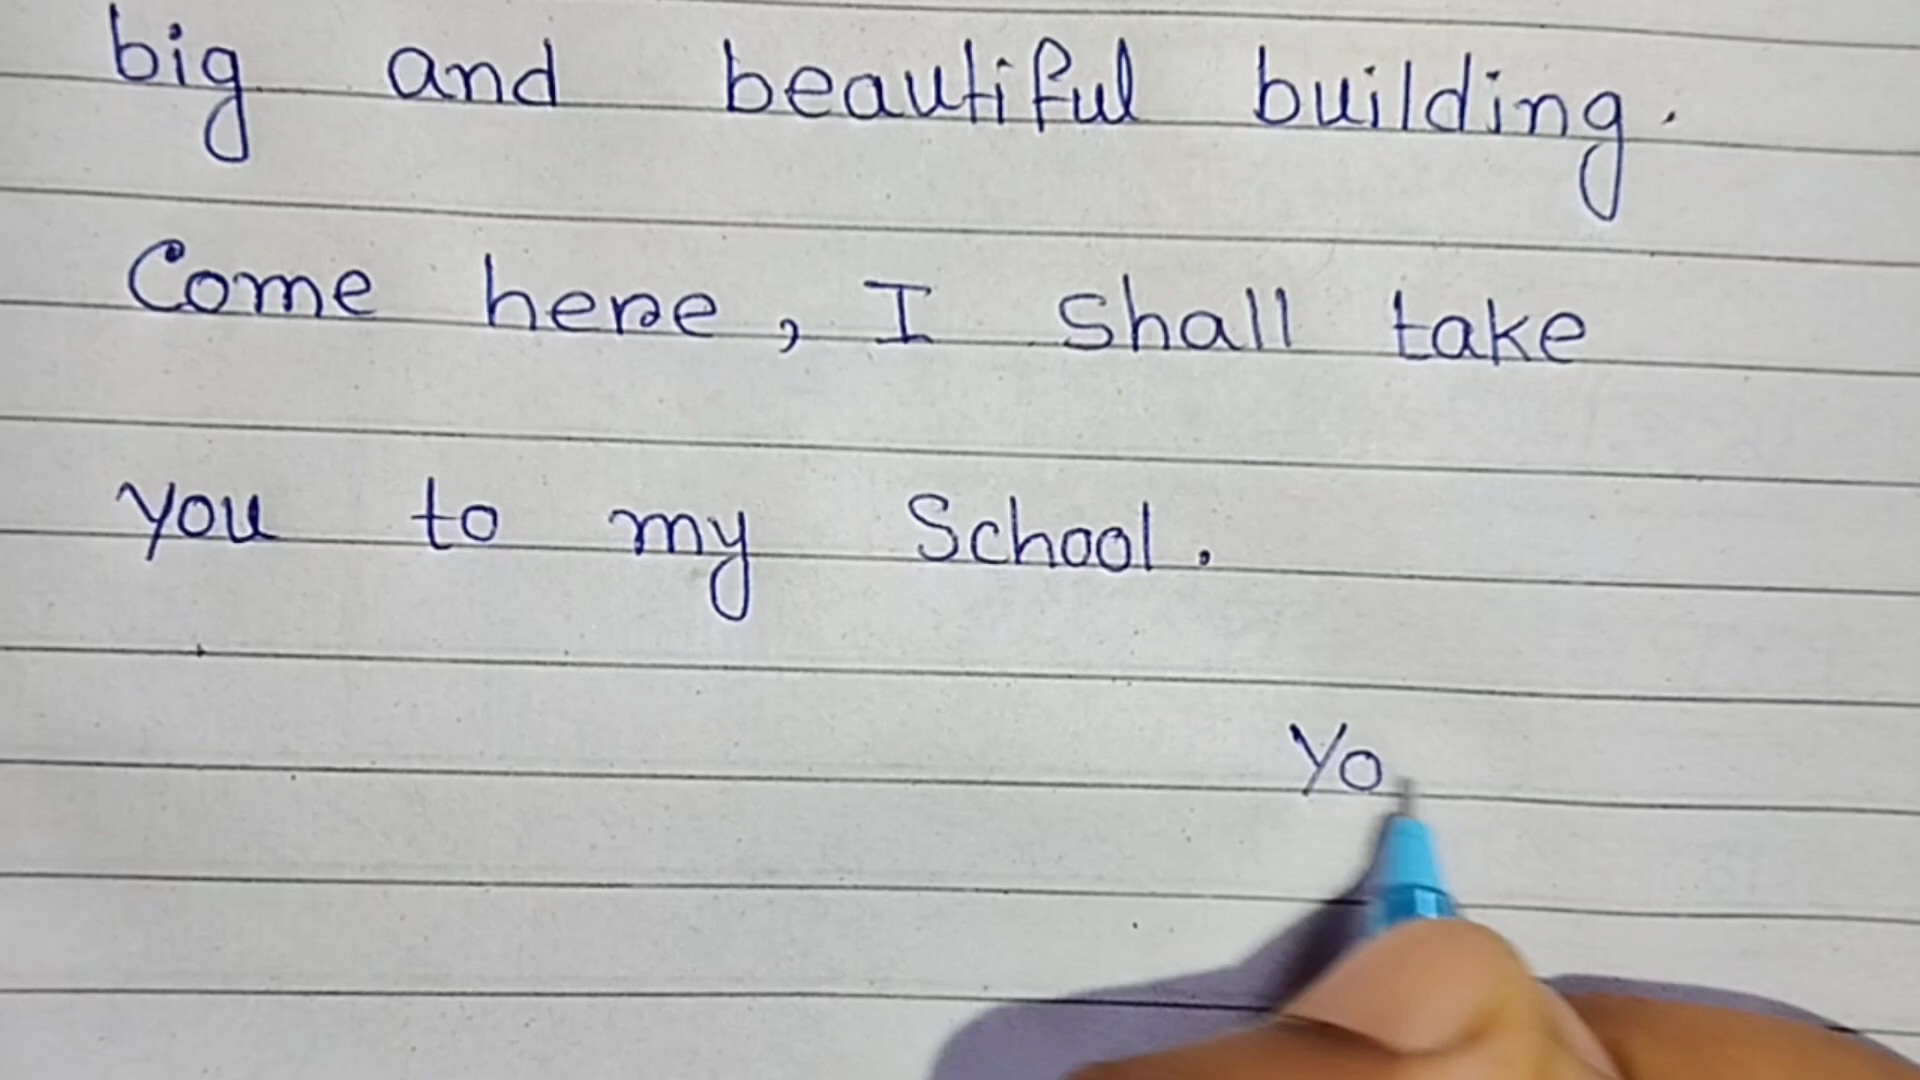 big and beautiful building.
Come here, I shall take
you to my School.
Yo